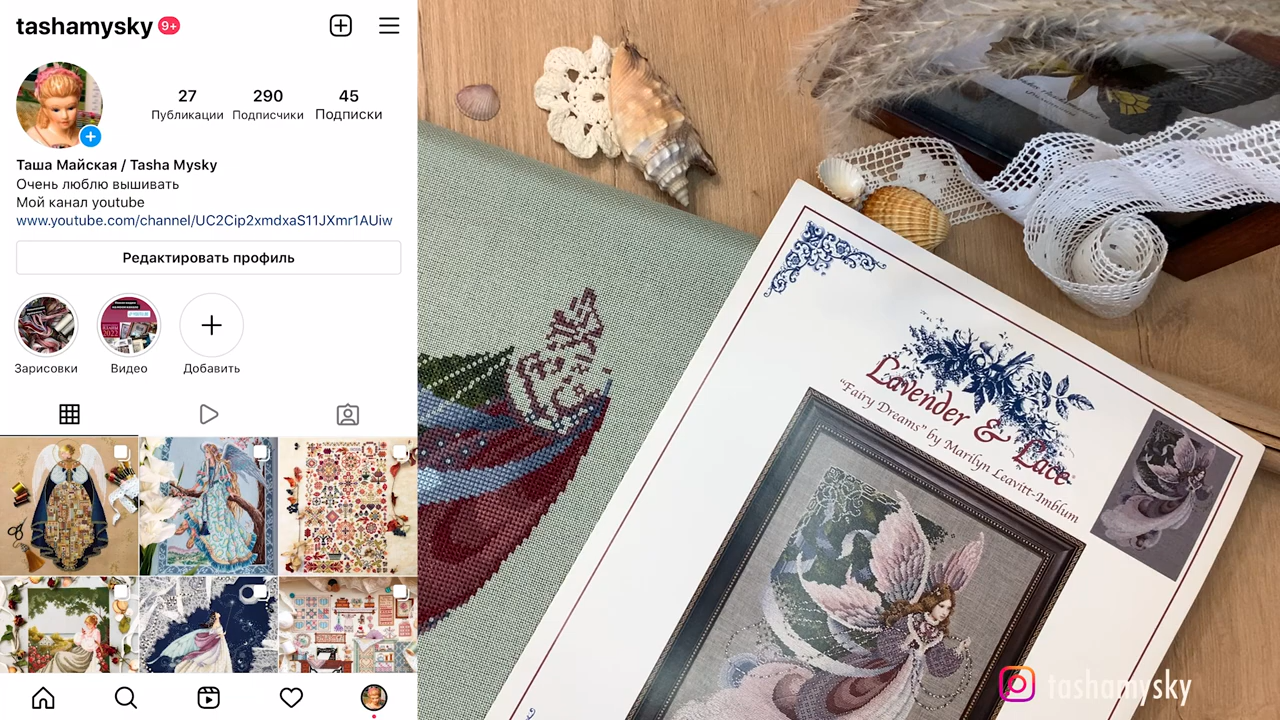 tashamysky 9+
27 290 45
Публикации Подписчики Подписки
Таша Майская / Tasha Mysky
Очень люблю вышивать
Мой канал youtube
www.youtube.com/channel/UC2Cip2xmdxaS11JXmr1AUiw
Редактировать профиль
Зарисовки Видео Добавить
Lavender & Lace
"Fairy Dreams" by Marilyn Leavitt-Imblum
tashamysky